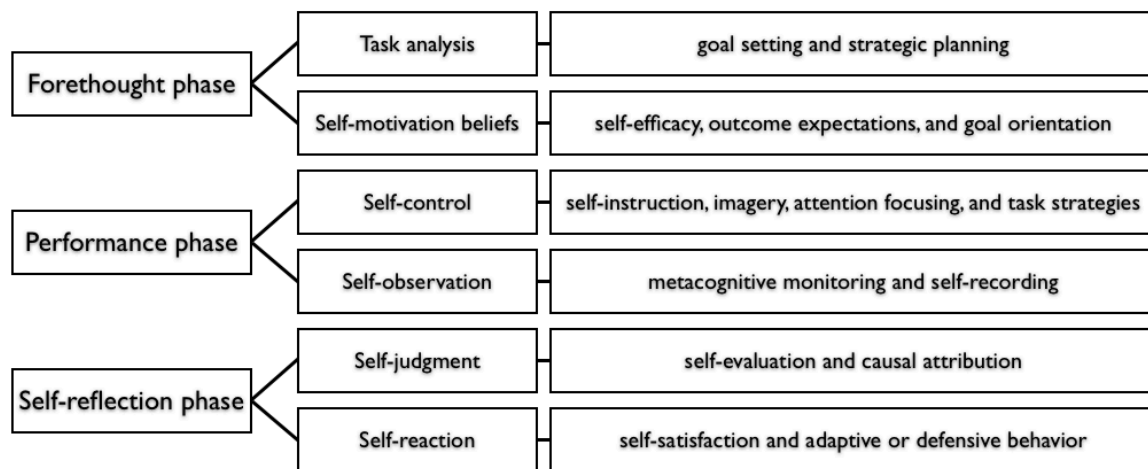 Forethought phase
Task analysis
goal setting and strategic planning
Self-motivation beliefs
self-efficacy, outcome expectations, and goal orientation
Performance phase
Self-control
self-instruction, imagery, attention focusing, and task strategies
Self-observation
metacognitive monitoring and self-recording
Self-reflection phase
Self-judgment
self-evaluation and causal attribution
Self-reaction
self-satisfaction and adaptive or defensive behavior